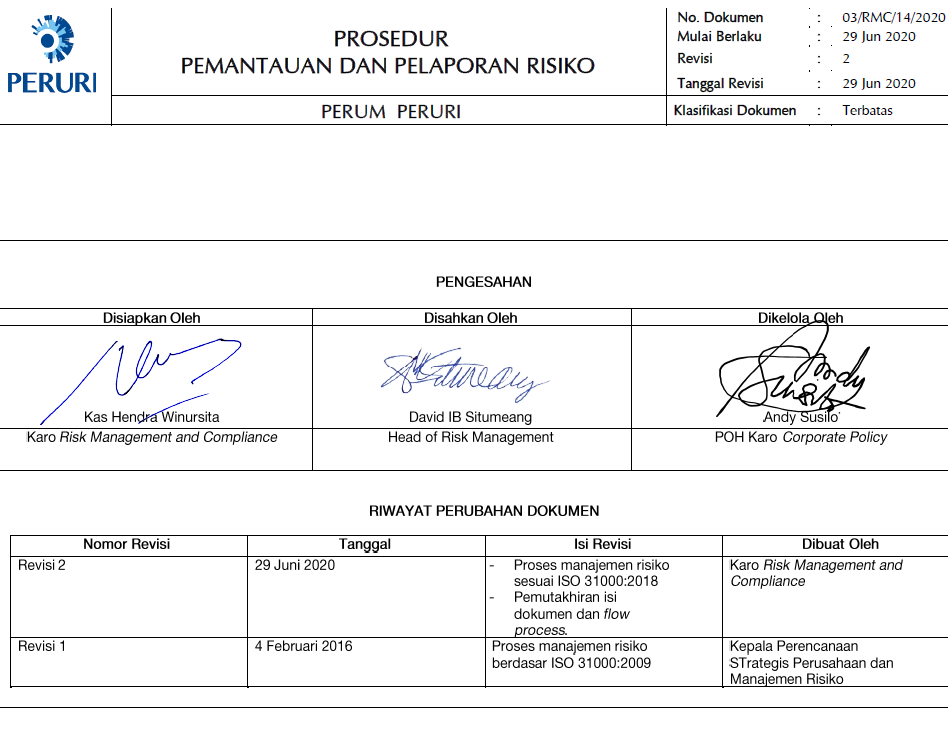 PERURI
PROSEDUR
PEMANTAUAN DAN PELAPORAN RISIKO
PERUM PERURI
No. Dokumen : 03/RMC/14/2020
Mulai Berlaku : 29 Jun 2020
Revisi : 2
Tanggal Revisi : 29 Jun 2020
Klasifikasi Dokumen : Terbatas
PENGESAHAN
Disiapkan Oleh
Disahkan Oleh
Dikelola Oleh
Kas Hendra Winursita
David IB Situmeang
Andy Susilo
Karo Risk Management and Compliance
Head of Risk Management
POH Karo Corporate Policy
RIWAYAT PERUBAHAN DOKUMEN
Nomor Revisi
Tanggal
Isi Revisi
Dibuat Oleh
Revisi 2
29 Juni 2020
- Proses manajemen risiko
sesuai ISO 31000:2018
- Pemutakhiran isi
dokumen dan flow
process.
Karo Risk Management and
Compliance
Revisi 1
4 Februari 2016
Proses manajemen risiko
berdasar ISO 31000:2009
Kepala Perencanaan
STrategis Perusahaan dan
Manajemen Risiko